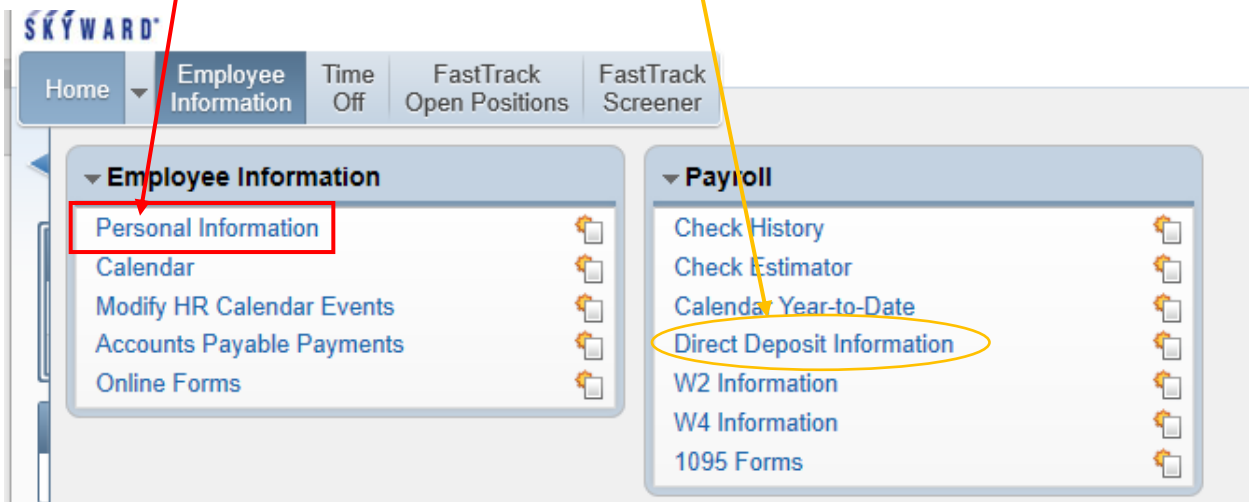 SKYWARD
Home
Employee Information
Time Off
FastTrack Open Positions
FastTrack Screener
Employee Information
Personal Information
Calendar
Modify HR Calendar Events
Accounts Payable Payments
Online Forms
Payroll
Check History
Check Estimator
Calendar Year-to-Date
Direct Deposit Information
W2 Information
W4 Information
1095 Forms